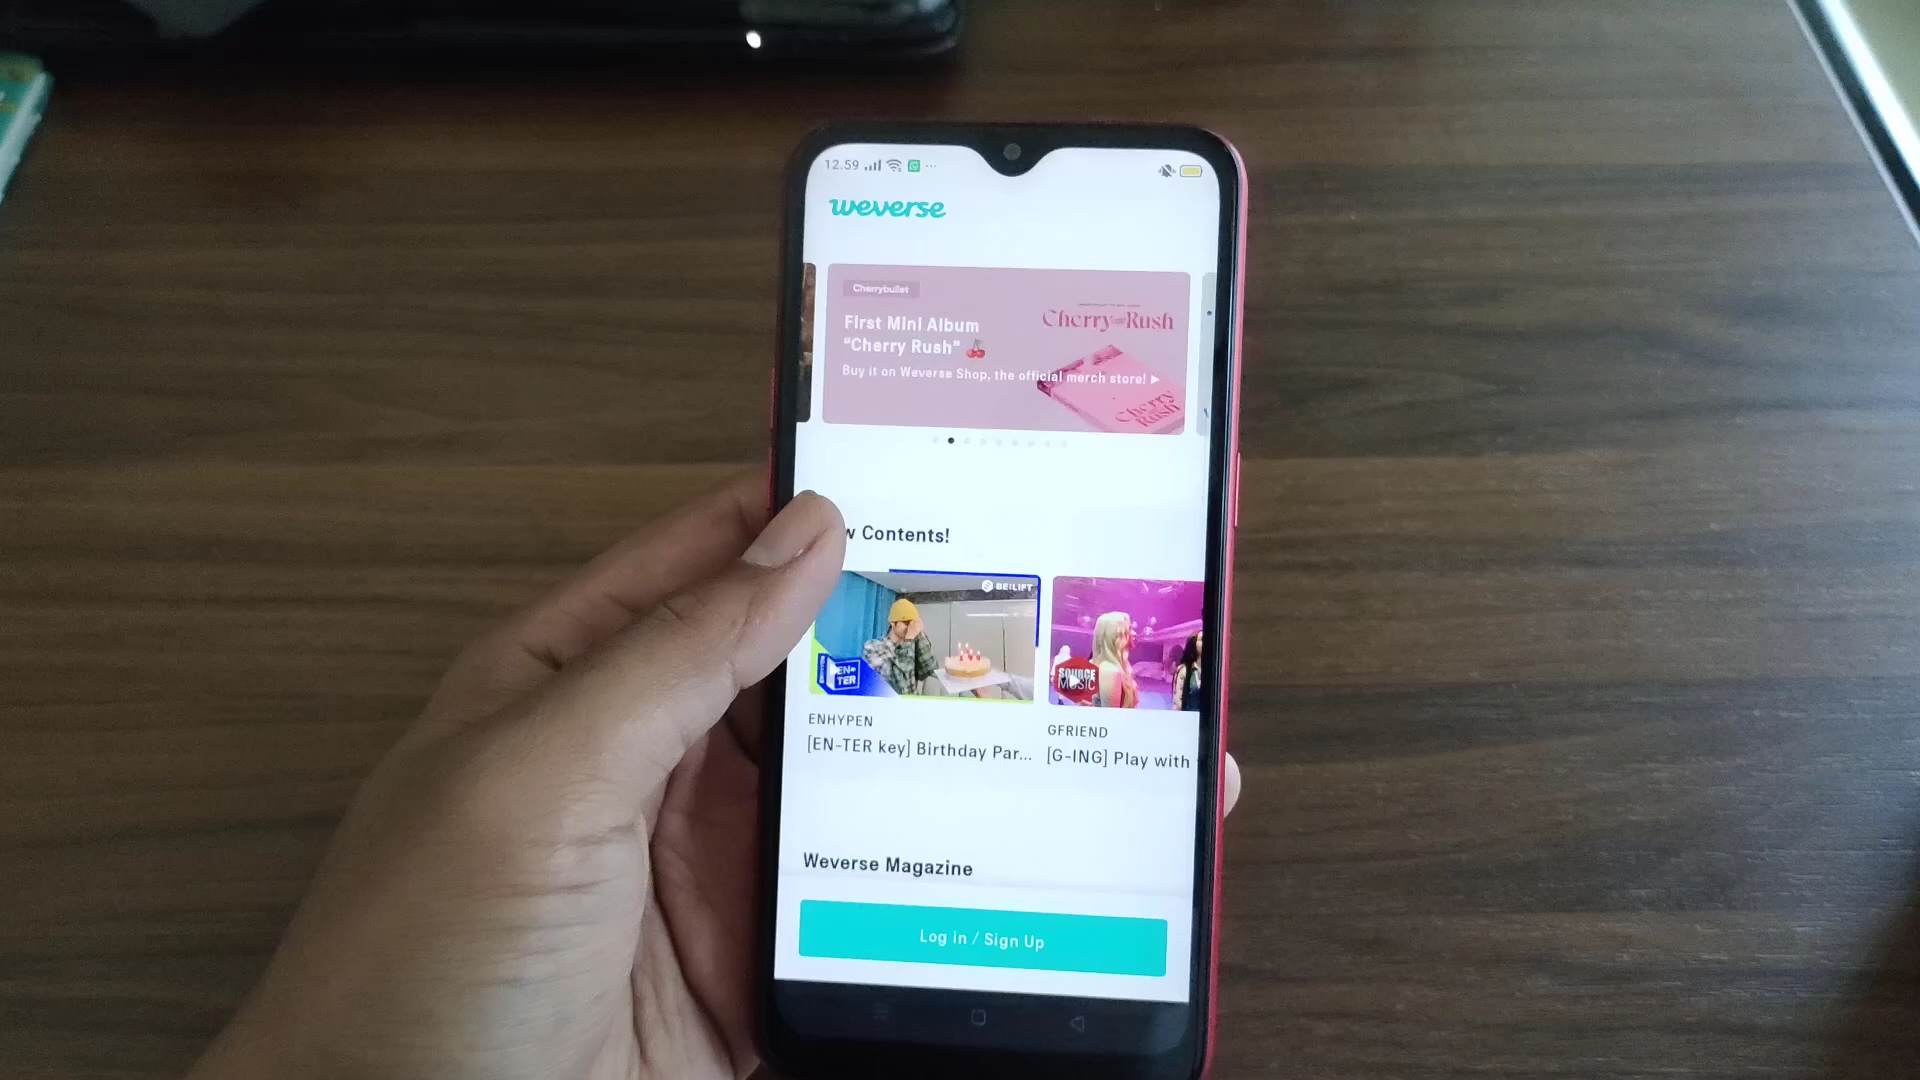 12.59
weverse
Cherrybullet
First Mini Album
"Cherry Rush"
Buy it on Weverse Shop, the official merch store!
Cherry Rush
Cherry
Rush
w Contents!
BE:LIFT
EN-
TER
SOURCE
MUSIC
ENHYPEN
[EN-TER key] Birthday Par...
GFRIEND
[G-ING] Play with
Weverse Magazine
Log in / Sign Up